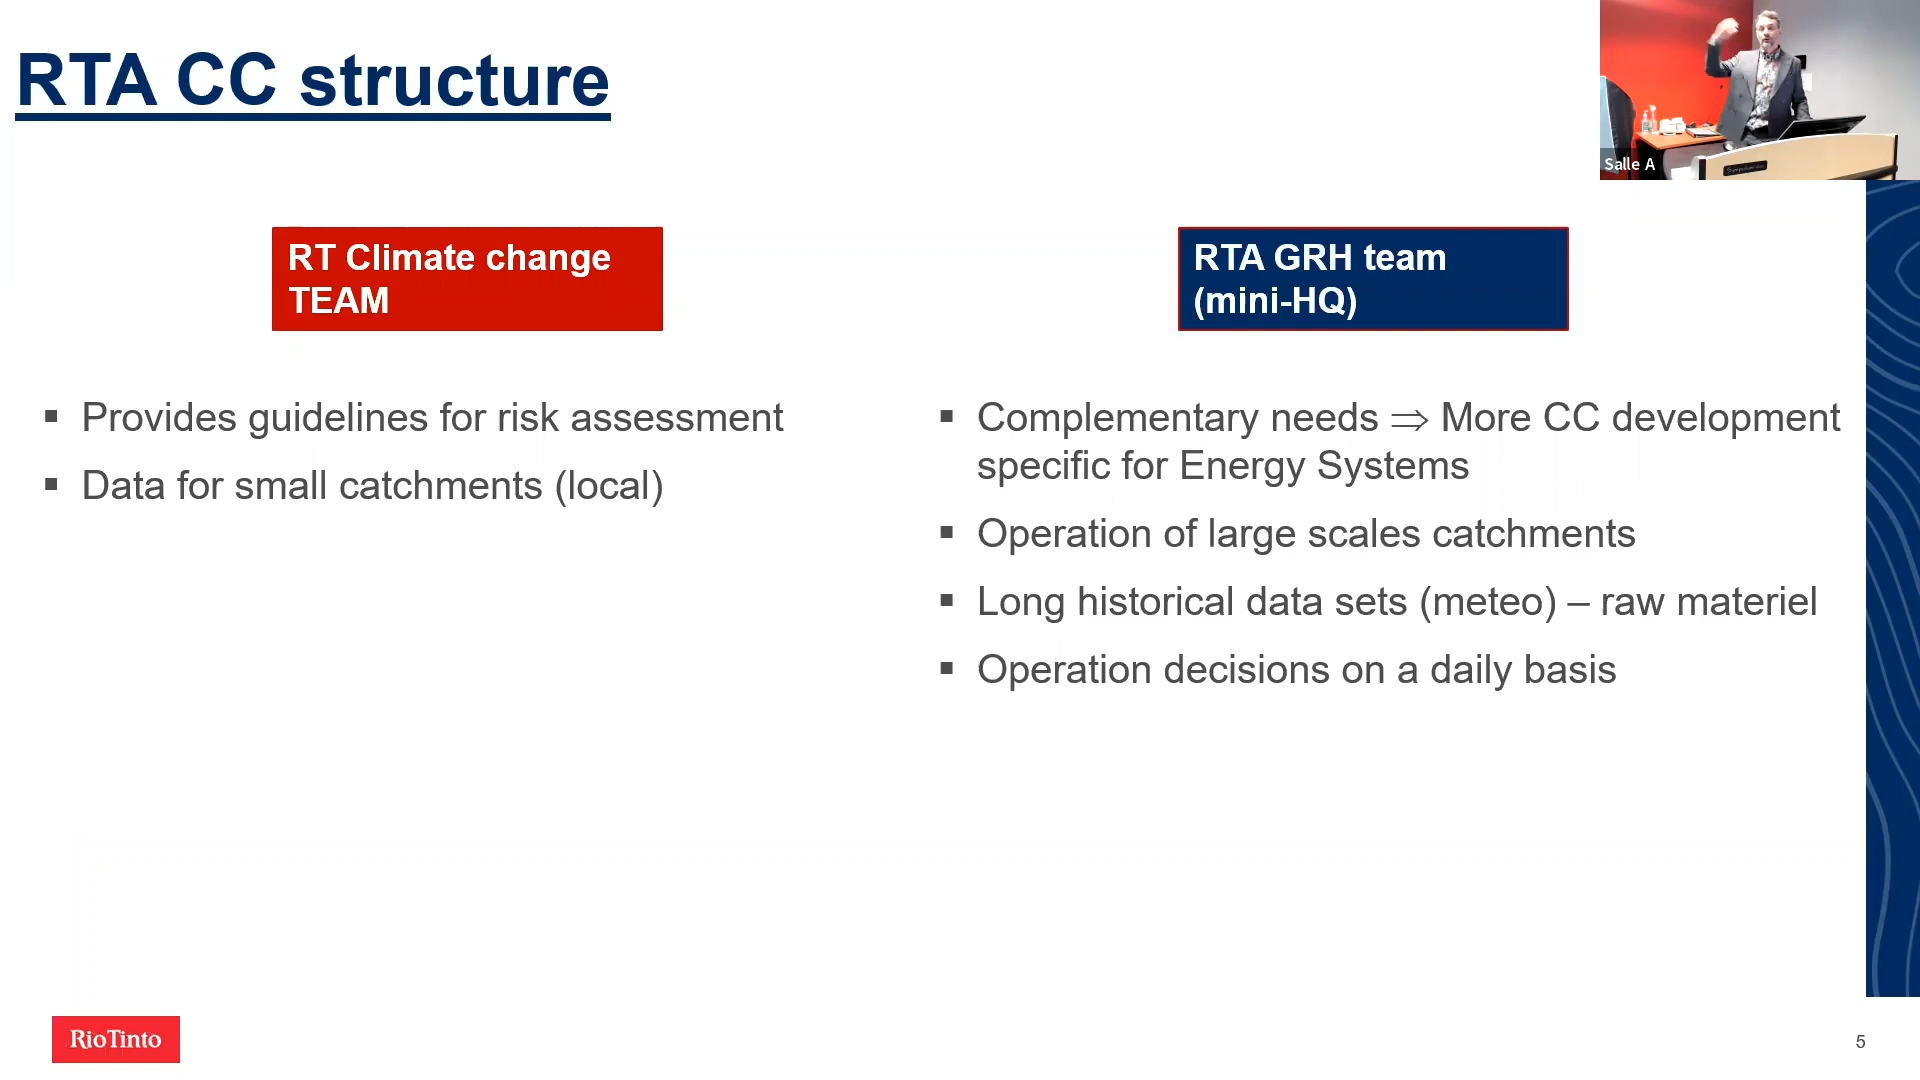 RTA CC structure
Salle A
RT Climate change
TEAM
▪ Provides guidelines for risk assessment
▪ Data for small catchments (local)
RTA GRH team
(mini-HQ)
▪ Complementary needs ⇒ More CC development
specific for Energy Systems
▪ Operation of large scales catchments
▪ Long historical data sets (meteo) – raw materiel
▪ Operation decisions on a daily basis
RioTinto
5